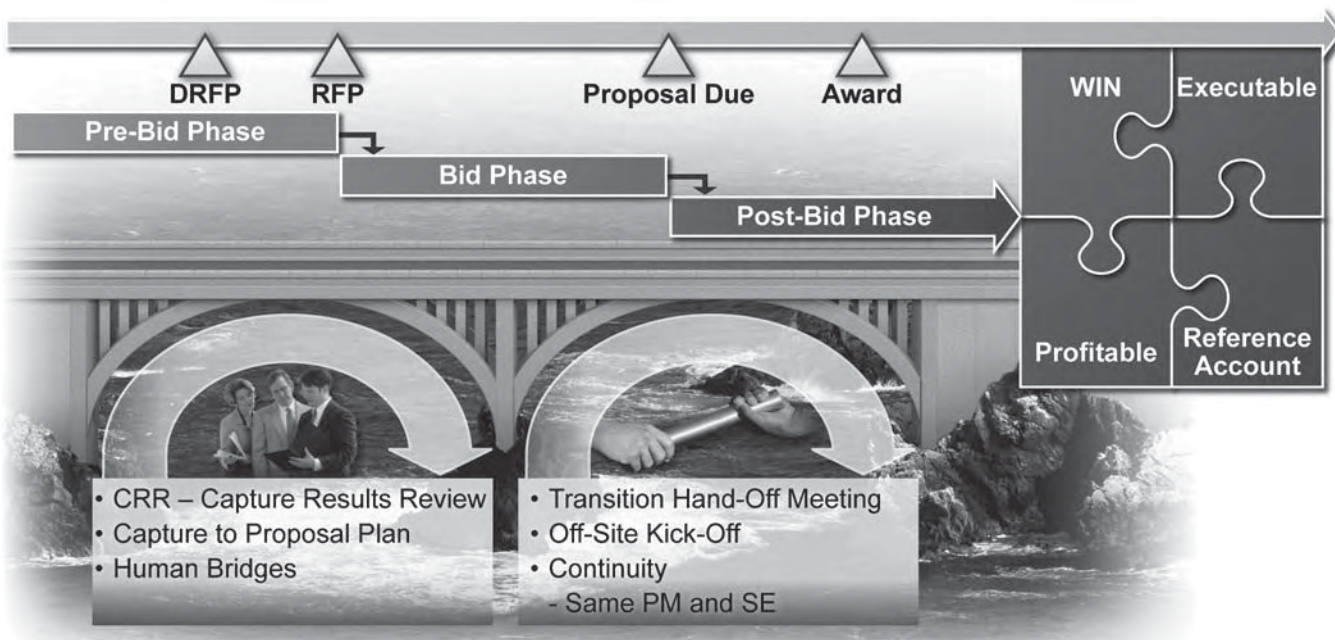 DRFP
RFP
Proposal Due
Award
Pre-Bid Phase
Bid Phase
Post-Bid Phase
WIN
Executable
Profitable
Reference
Account
• CRR – Capture Results Review
• Capture to Proposal Plan
• Human Bridges
• Transition Hand-Off Meeting
• Off-Site Kick-Off
• Continuity
- Same PM and SE